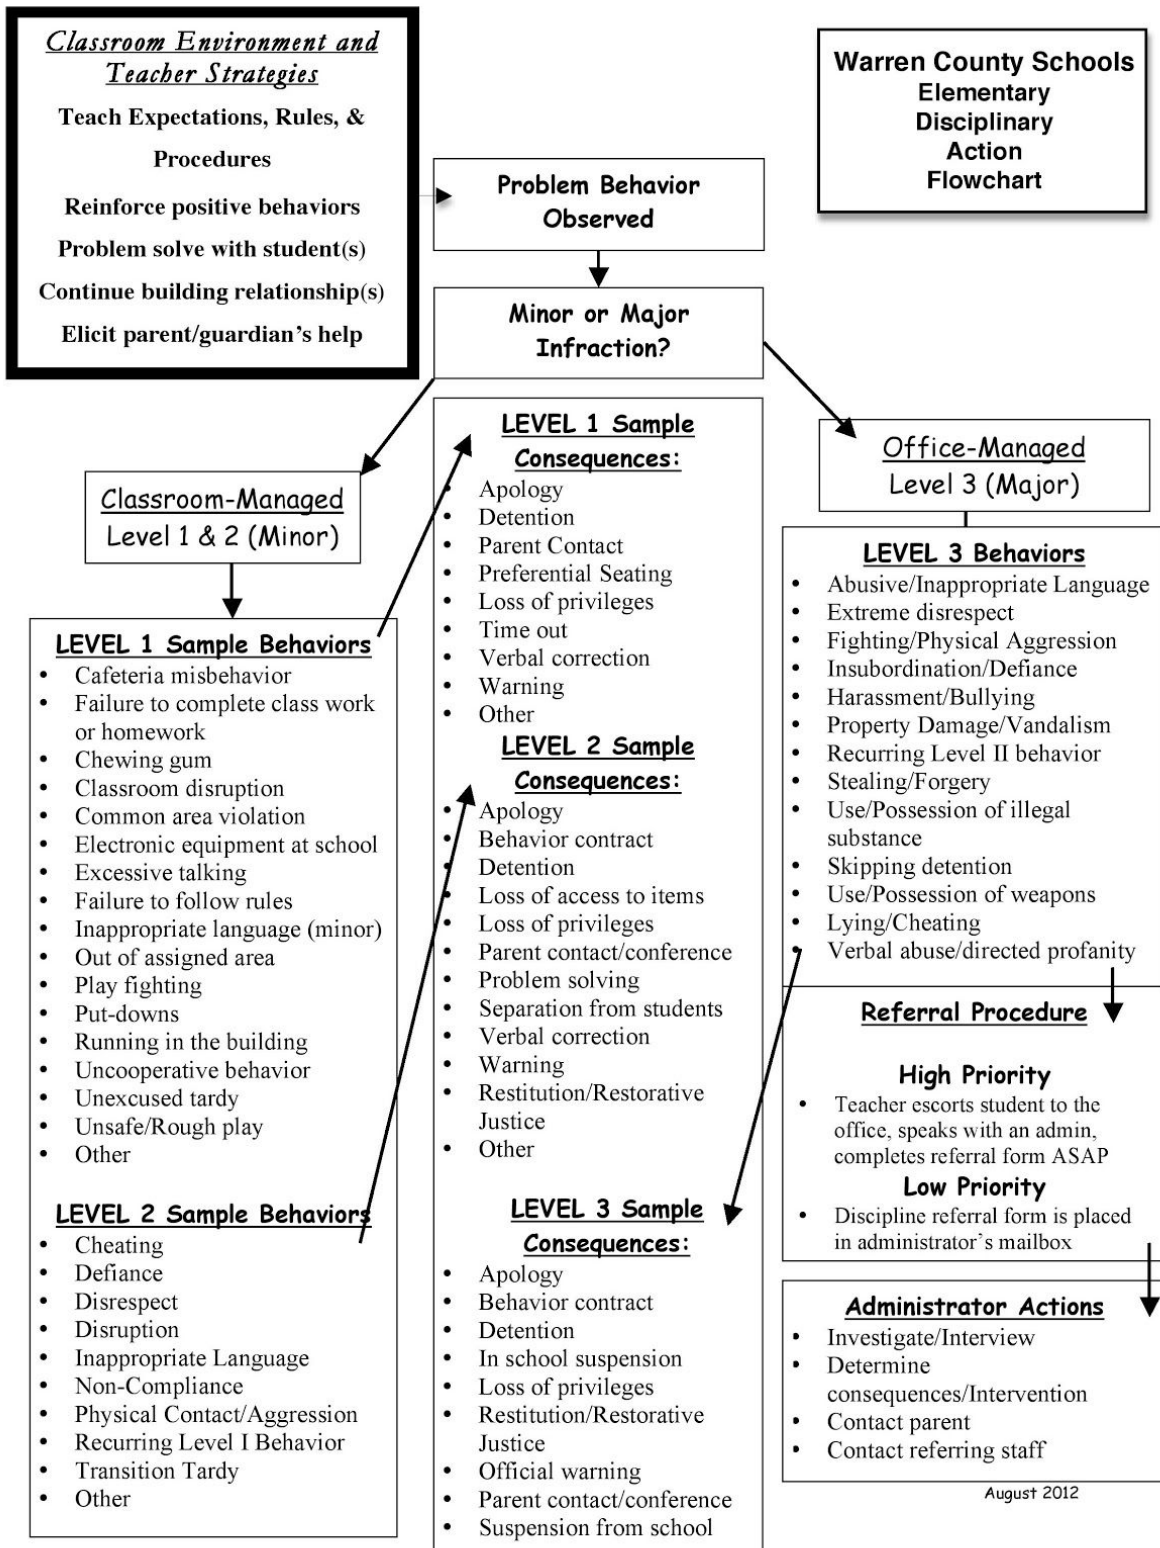 Classroom Environment and
Teacher Strategies
Teach Expectations, Rules, &
Procedures
Reinforce positive behaviors
Problem solve with student(s)
Continue building relationship(s)
Elicit parent/guardian's help
Warren County Schools
Elementary
Disciplinary
Action
Flowchart
Problem Behavior
Observed
Minor or Major
Infraction?
Classroom-Managed
Level 1 & 2 (Minor)
LEVEL 1 Sample Behaviors
• Cafeteria misbehavior
• Failure to complete class work
or homework
• Chewing gum
• Classroom disruption
• Common area violation
• Electronic equipment at school
• Excessive talking
• Failure to follow rules
• Inappropriate language (minor)
• Out of assigned area
• Play fighting
• Put-downs
• Running in the building
• Uncooperative behavior
• Unexcused tardy
• Unsafe/Rough play
• Other
LEVEL 2 Sample Behaviors
• Cheating
• Defiance
• Disrespect
• Disruption
• Inappropriate Language
• Non-Compliance
• Physical Contact/Aggression
• Recurring Level I Behavior
• Transition Tardy
• Other
LEVEL 1 Sample
Consequences:
• Apology
• Detention
• Parent Contact
• Preferential Seating
• Loss of privileges
• Time out
• Verbal correction
• Warning
• Other
LEVEL 2 Sample
Consequences:
• Apology
• Behavior contract
• Detention
• Loss of access to items
• Loss of privileges
• Parent contact/conference
• Problem solving
• Separation from students
• Verbal correction
• Warning
• Restitution/Restorative
Justice
• Other
LEVEL 3 Sample
Consequences:
• Apology
• Behavior contract
• Detention
• In school suspension
• Loss of privileges
• Restitution/Restorative
Justice
• Official warning
• Parent contact/conference
• Suspension from school
Office-Managed
Level 3 (Major)
LEVEL 3 Behaviors
• Abusive/Inappropriate Language
• Extreme disrespect
• Fighting/Physical Aggression
• Insubordination/Defiance
• Harassment/Bullying
• Property Damage/Vandalism
• Recurring Level II behavior
• Stealing/Forgery
• Use/Possession of illegal
substance
• Skipping detention
• Use/Possession of weapons
• Lying/Cheating
• Verbal abuse/directed profanity
Referral Procedure
High Priority
• Teacher escorts student to the
office, speaks with an admin,
completes referral form ASAP
Low Priority
• Discipline referral form is placed
in administrator's mailbox
Administrator Actions
• Investigate/Interview
• Determine
consequences/Intervention
• Contact parent
• Contact referring staff
August 2012